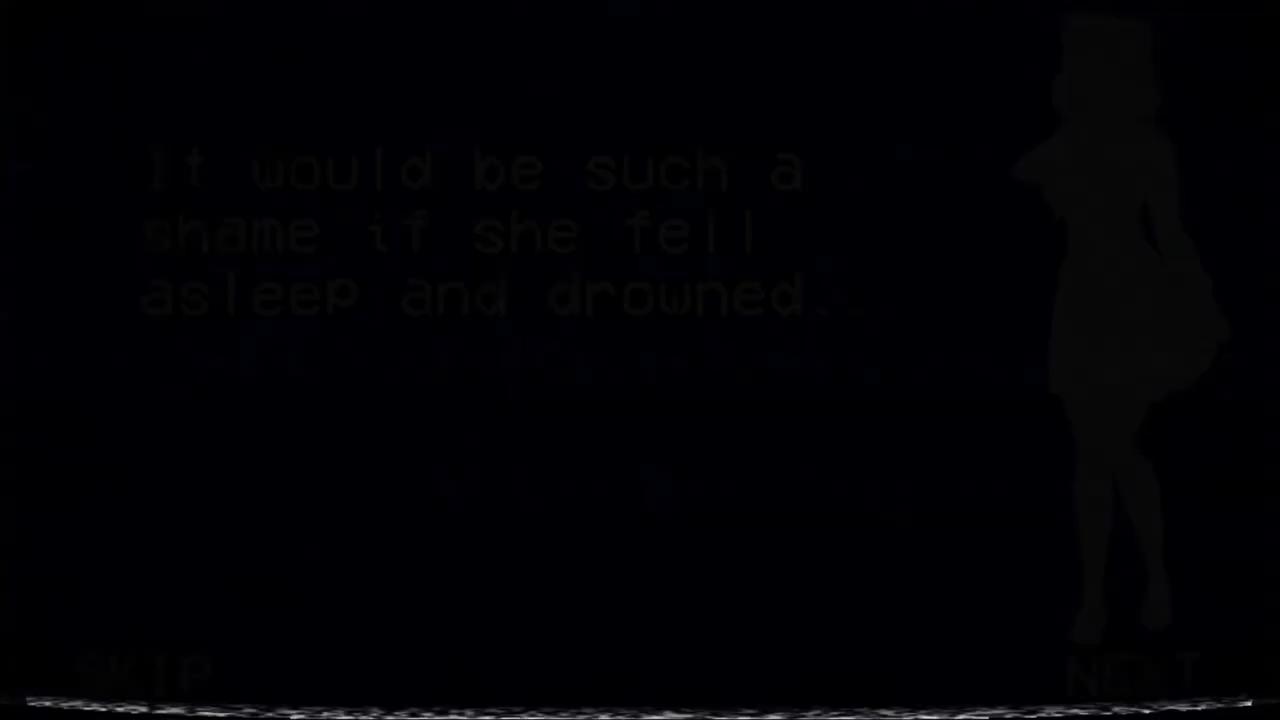 It would be such a
shame if she fell
asleep and drowned...
SKIP
NEXT